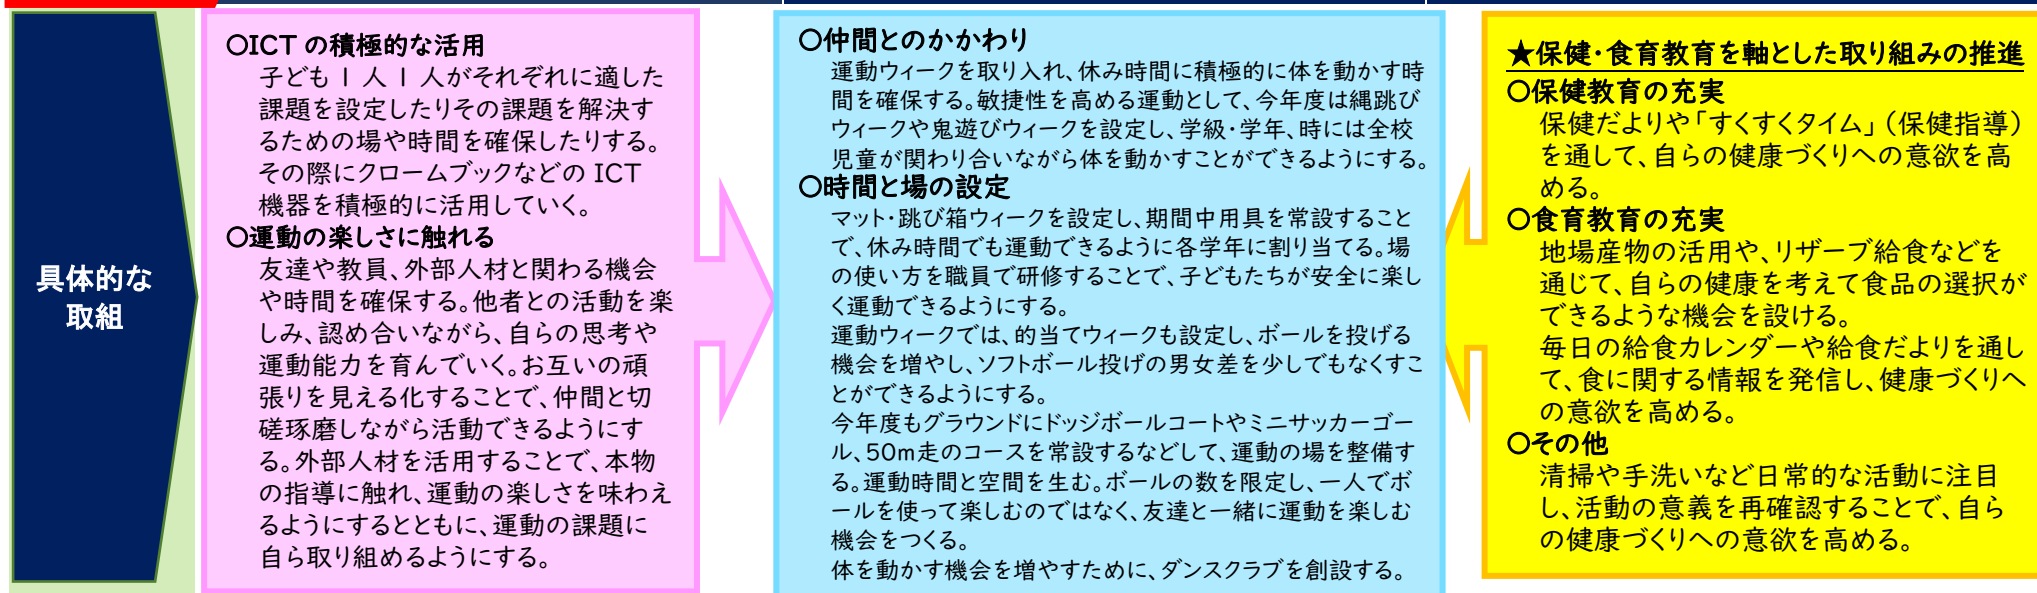 具体的な
取組
〇ICT の積極的な活用
子ども 1 人 1 人がそれぞれに適した
課題を設定したりその課題を解決す
るための場や時間を確保したりする。
その際にクロームブックなどの ICT
機器を積極的に活用していく。
〇運動の楽しさに触れる
友達や教員、外部人材と関わる機会
や時間を確保する。他者との活動を楽
しみ、認め合いながら、自らの思考や
運動能力を育んでいく。お互いの頑
張りを見える化することで、仲間と切
磋琢磨しながら活動できるようにす
る。外部人材を活用することで、本物
の指導に触れ、運動の楽しさを味わえ
るようにするとともに、運動の課題に
自ら取り組めるようにする。
〇仲間とのかかわり
運動ウィークを取り入れ、休み時間に積極的に体を動かす時
間を確保する。敏捷性を高める運動として、今年度は縄跳び
ウィークや鬼遊びウィークを設定し、学級・学年、時には全校
児童が関わり合いながら体を動かすことができるようにする。
〇時間と場の設定
マット・跳び箱ウィークを設定し、期間中用具を常設すること
で、休み時間でも運動できるように各学年に割り当てる。場
の使い方を職員で研修することで、子どもたちが安全に楽し
く運動できるようにする。
運動ウィークでは、的当てウィークも設定し、ボールを投げる
機会を増やし、ソフトボール投げの男女差を少しでもなくすこ
とができるようにする。
今年度もグラウンドにドッジボールコートやミニサッカーゴー
ル、50m走のコースを常設するなどして、運動の場を整備す
る。運動時間と空間を生む。ボールの数を限定し、一人でボ
ールを使って楽しむのではなく、友達と一緒に運動を楽しむ
機会をつくる。
体を動かす機会を増やすために、ダンスクラブを創設する。
★保健・食育教育を軸とした取り組みの推進
〇保健教育の充実
保健だよりや「すくすくタイム」（保健指導）
を通して、自らの健康づくりへの意欲を高
める。
〇食育教育の充実
地場産物の活用や、リザーブ給食などを
通じて、自らの健康を考えて食品の選択が
できるような機会を設ける。
毎日の給食カレンダーや給食だよりを通し
て、食に関する情報を発信し、健康づくりへ
の意欲を高める。
〇その他
清掃や手洗いなど日常的な活動に注目
し、活動の意義を再確認することで、自ら
の健康づくりへの意欲を高める。